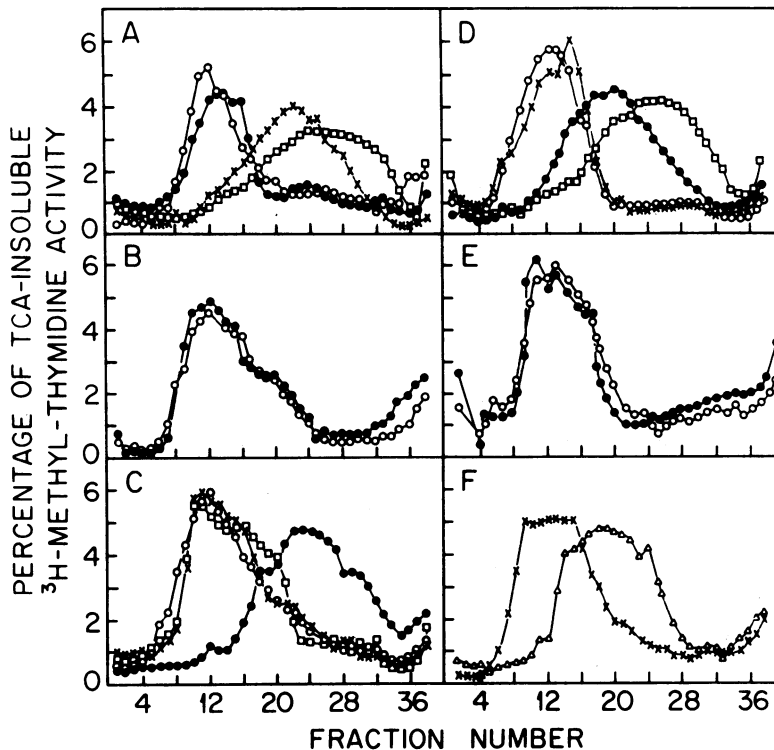 PERCENTAGE OF TCA-INSOLUBLE
³H-METHYL-THYMIDINE ACTIVITY
A
D
6
4
2
0
B
E
6
4
2
0
C
F
6
4
2
0
4 12 20 28 36 4 12 20 28 36
FRACTION NUMBER